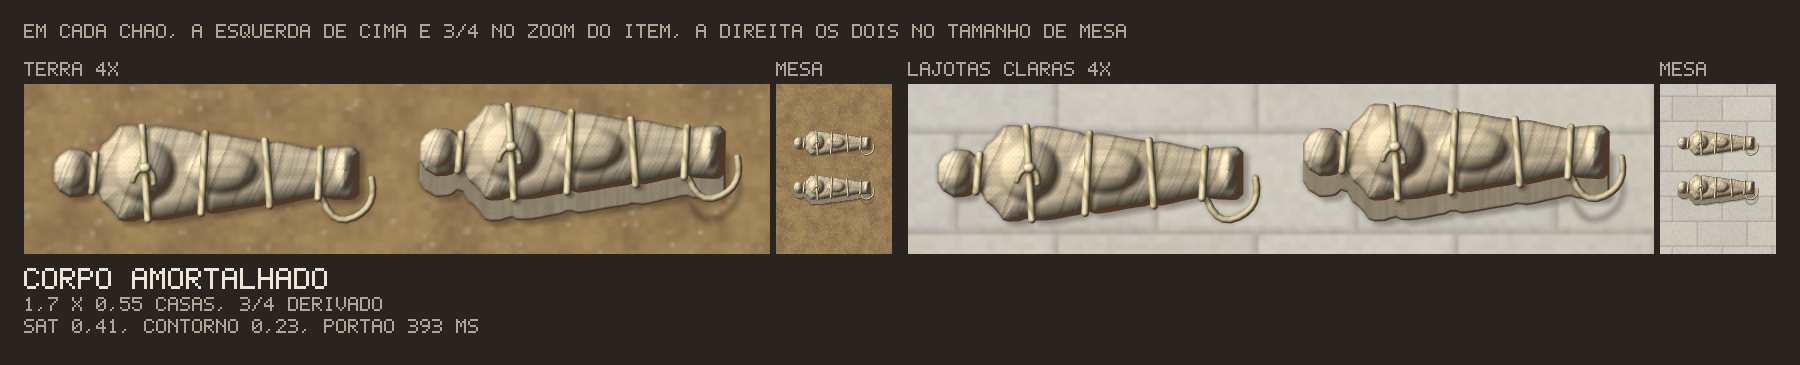 EM CADA CHAO, A ESQUERDA DE CIMA E 3/4 NO ZOOM DO ITEM, A DIREITA OS DOIS NO TAMANHO DE MESA
TERRA 4X
MESA
LAJOTAS CLARAS 4X
MESA
CORPO AMORTALHADO
1,7 X 0,55 CASAS, 3/4 DERIVADO
SAT 0,41, CONTORNO 0,23, PORTAO 393 MS